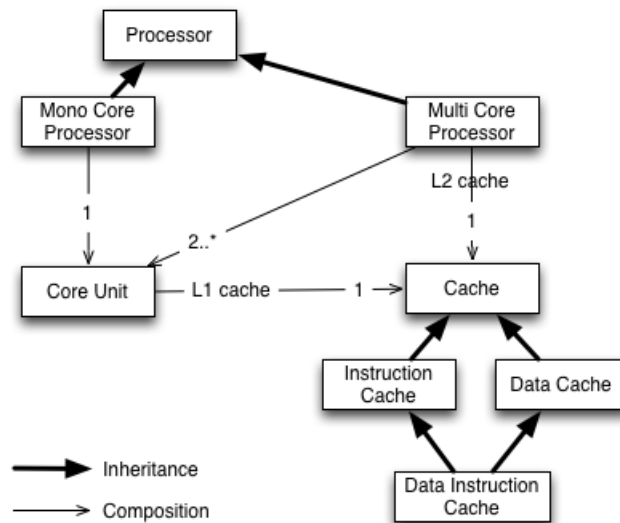 Processor
Mono Core
Processor
Multi Core
Processor
L2 cache
1
1
2..*
Core Unit
L1 cache
1
Cache
Instruction
Cache
Data Cache
Inheritance
Data Instruction
Cache
Composition